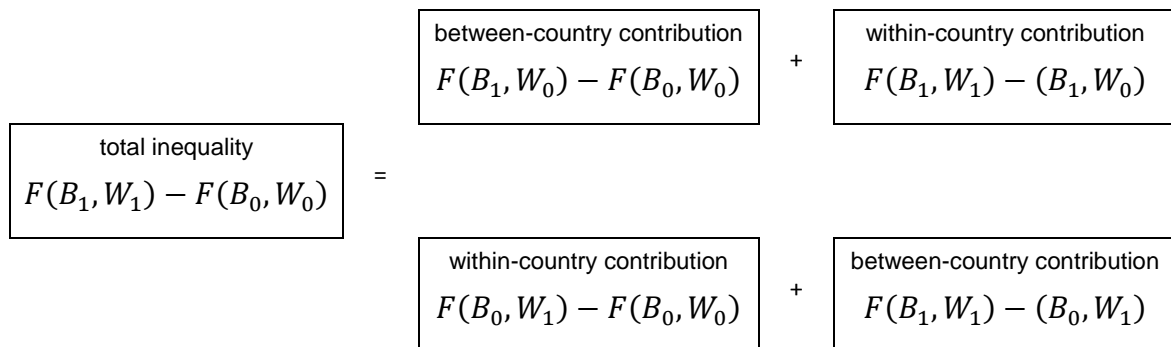 between-country contribution
F(B₁, W₀) − F(B₀, W₀)
+
within-country contribution
F(B₁, W₁) − (B₁, W₀)
total inequality
F(B₁, W₁) − F(B₀, W₀)
=
within-country contribution
F(B₀, W₁) − F(B₀, W₀)
+
between-country contribution
F(B₁, W₁) − (B₀, W₁)